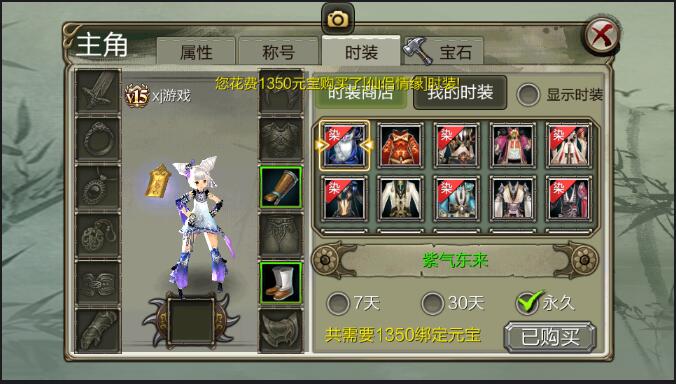 主角
属性
称号
时装
宝石
您花费1350元宝购买了[仙侣情缘]时装!
v15 xj游戏
时装商店
我的时装
显示时装
染
染
染
染
染
染
染
紫气东来
7天
30天
永久
共需要1350绑定元宝
已购买